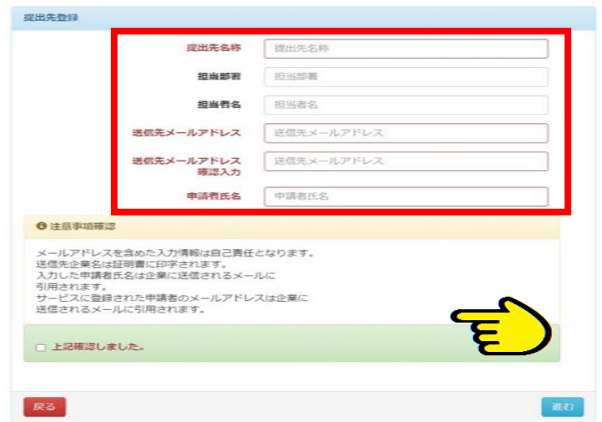 提出先登録
提出先名称 提出先名称
担当部署 担当部署
担当者名 担当者名
送信先メールアドレス 送信先メールアドレス
送信先メールアドレス 送信先メールアドレス
確認入力
申請者氏名 申請者氏名
注意事項確認
メールアドレスを含めた入力情報は自己責任となります。
送信先企業名は証明書に印字されます。
入力した申請者氏名は企業に送信されるメールに
引用されます。
サービスに登録された申請者のメールアドレスは企業に
送信されるメールに引用されます。
上記確認しました。
戻る 進む